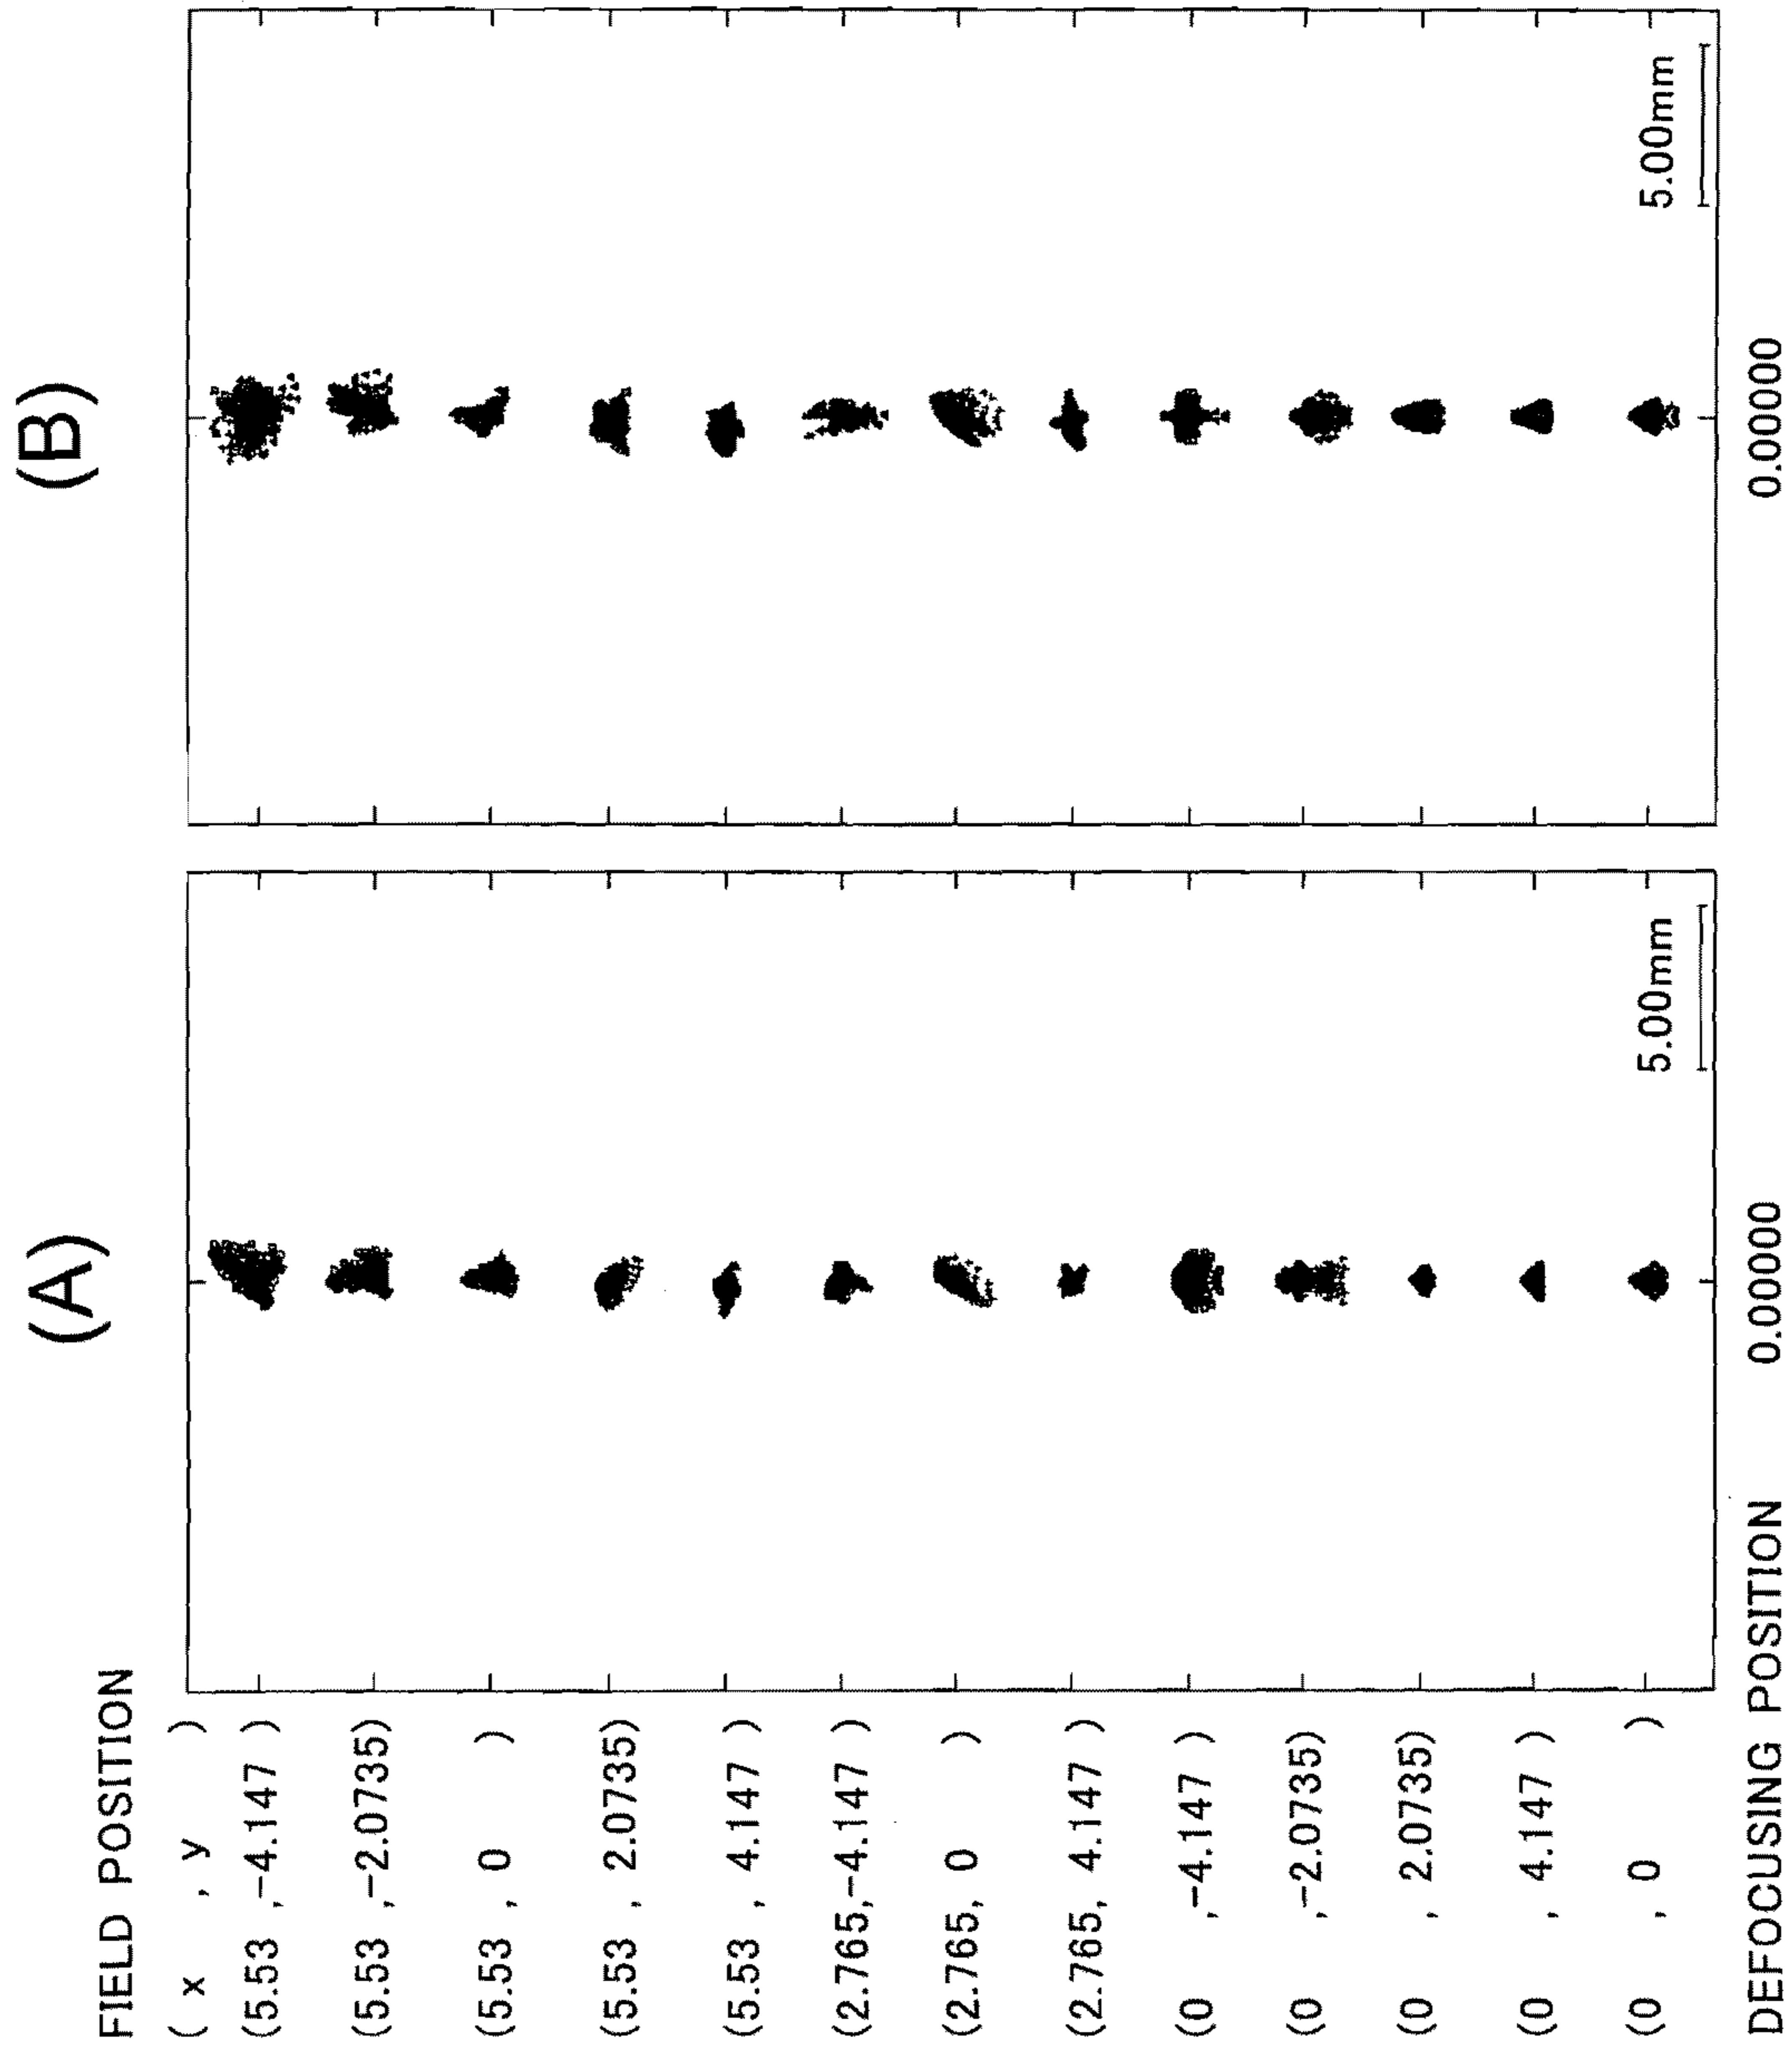 (A)
(B)
FIELD POSITION
( x , y )
(5.53 ,-4.147 )
(5.53 ,-2.0735)
(5.53 , 0 )
(5.53 , 2.0735)
(5.53 , 4.147 )
(2.765,-4.147 )
(2.765, 0 )
(2.765, 4.147 )
(0 ,-4.147 )
(0 ,-2.0735)
(0 , 2.0735)
(0 , 4.147 )
(0 , 0 )
5.00mm
5.00mm
DEFOCUSING POSITION 0.00000 0.00000